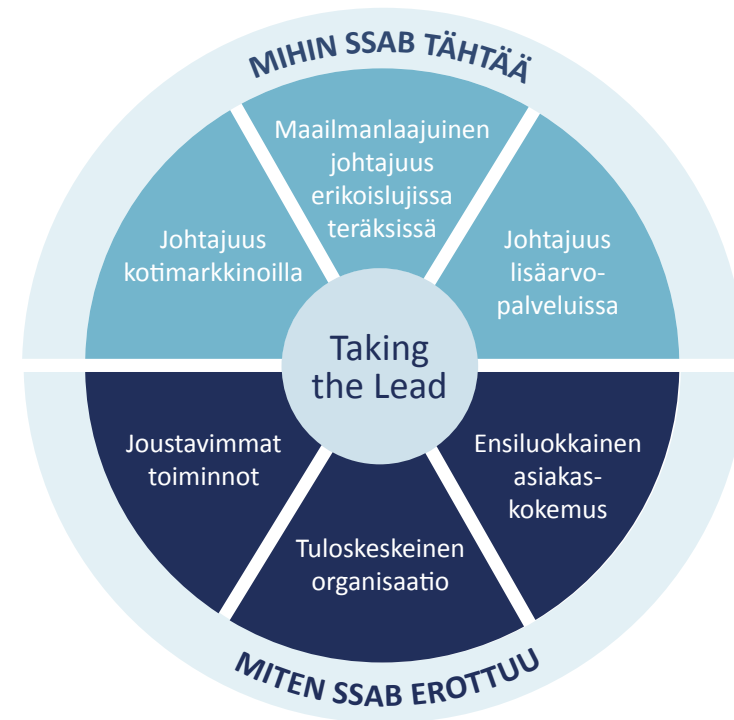 MIHIN SSAB TÄHTÄÄ
Maailmanlaajuinen
johtajuus
erikoislujissa
teräksissä
Johtajuus
kotimarkkinoilla
Johtajuus
lisäarvo-
palveluissa
Taking
the Lead
Joustavimmat
toiminnot
Ensiluokkainen
asiakas-
kokemus
Tuloskeskeinen
organisaatio
MITEN SSAB EROTTUU